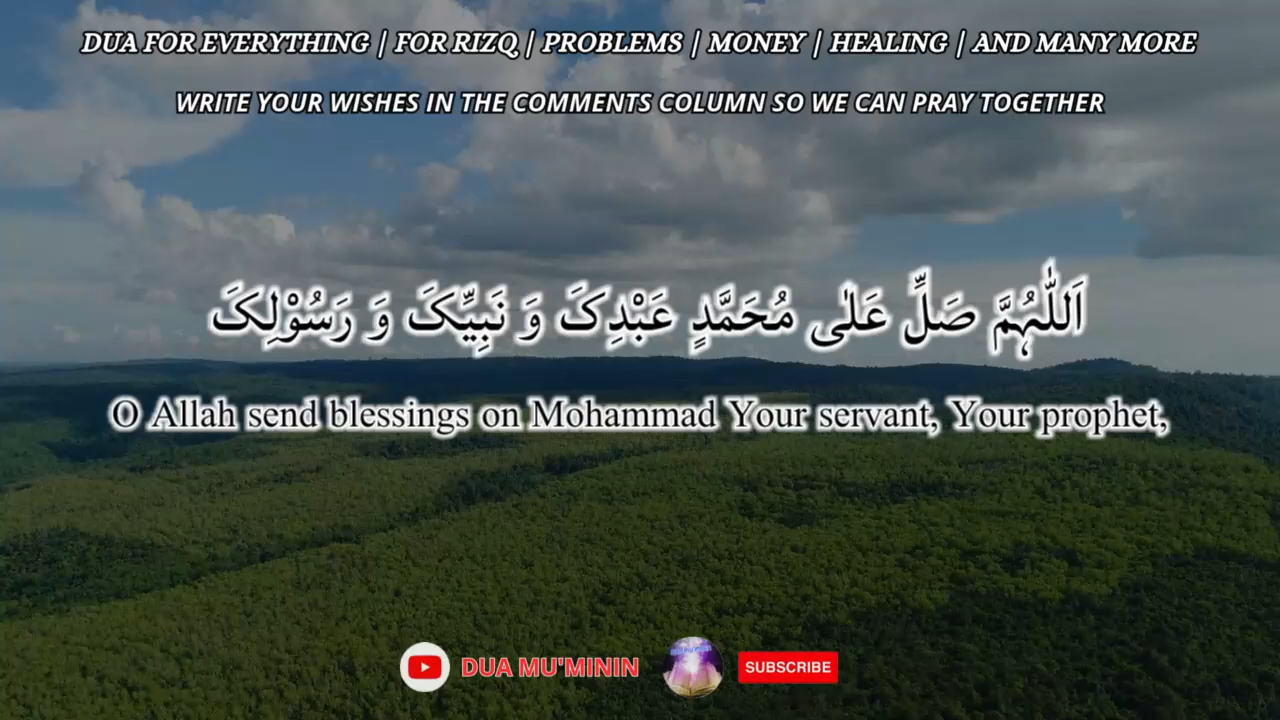 DUA FOR EVERYTHING | FOR RIZQ | PROBLEMS | MONEY | HEALING | AND MANY MORE
WRITE YOUR WISHES IN THE COMMENTS COLUMN SO WE CAN PRAY TOGETHER
اَللّٰہُمَّ صَلِّ عَلٰی مُحَمَّدٍ عَبْدِکَ وَ نَبِیِّکَ وَ رَسُوْلِکَ
O Allah send blessings on Mohammad Your servant, Your prophet,
DUA MU'MININ
SUBSCRIBE